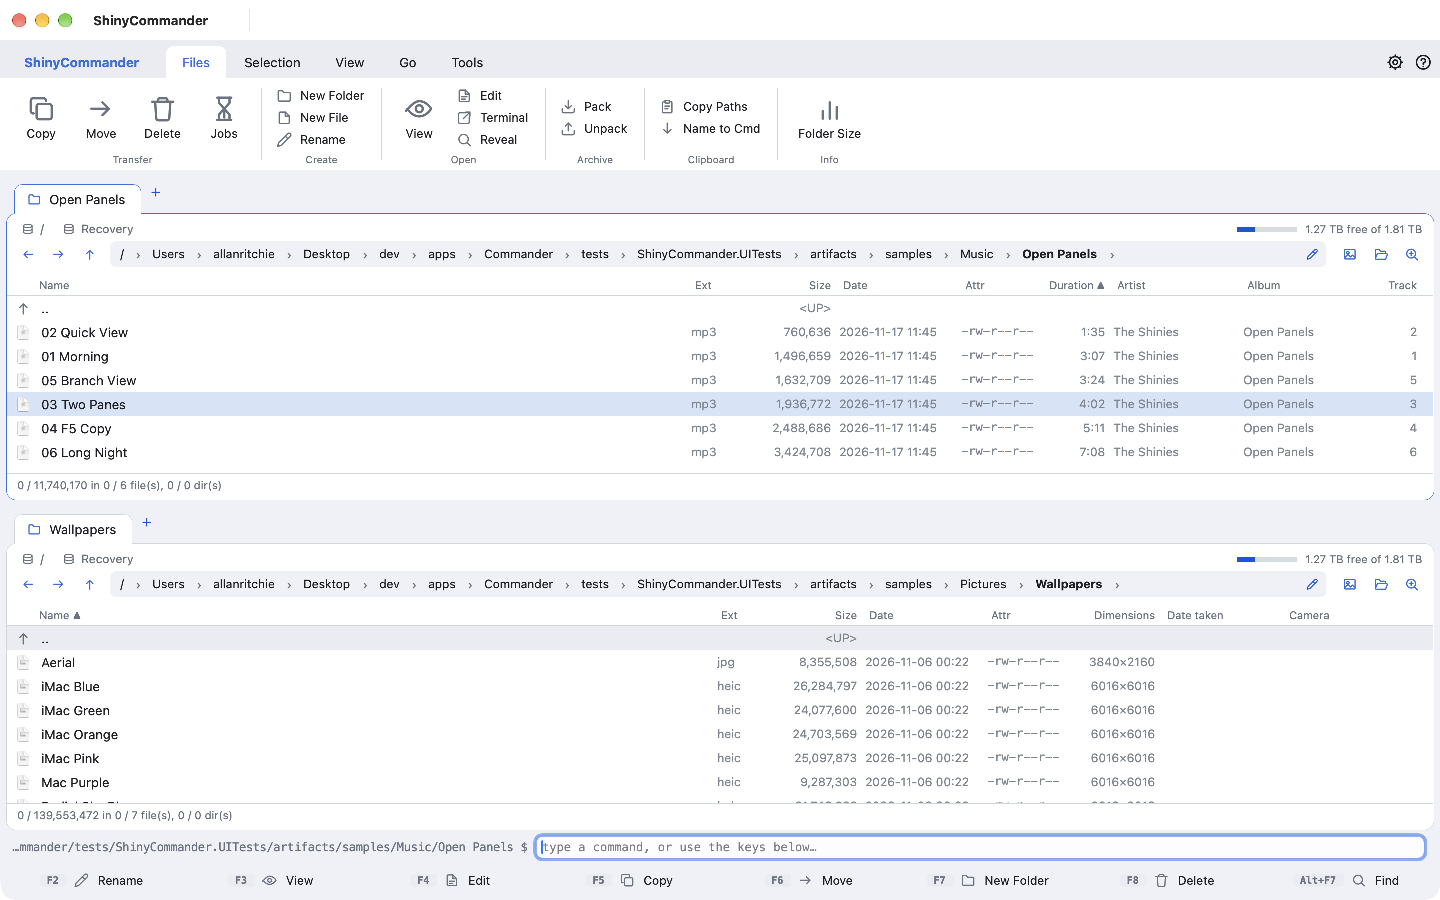 ShinyCommander
ShinyCommander Files Selection View Go Tools
Copy Move Delete Jobs
Transfer
New Folder
New File
Rename
Create
View
Edit
Terminal
Reveal
Open
Pack
Unpack
Archive
Copy Paths
Name to Cmd
Clipboard
Folder Size
Info
Open Panels +
/ Recovery 1.27 TB free of 1.81 TB
/ › Users › allanritchie › Desktop › dev › apps › Commander › tests › ShinyCommander.UITests › artifacts › samples › Music › Open Panels ›
Name Ext Size Date Attr Duration ▲ Artist Album Track
.. <UP>
02 Quick View mp3 760,636 2026-11-17 11:45 -rw-r--r-- 1:35 The Shinies Open Panels 2
01 Morning mp3 1,496,659 2026-11-17 11:45 -rw-r--r-- 3:07 The Shinies Open Panels 1
05 Branch View mp3 1,632,709 2026-11-17 11:45 -rw-r--r-- 3:24 The Shinies Open Panels 5
03 Two Panes mp3 1,936,772 2026-11-17 11:45 -rw-r--r-- 4:02 The Shinies Open Panels 3
04 F5 Copy mp3 2,488,686 2026-11-17 11:45 -rw-r--r-- 5:11 The Shinies Open Panels 4
06 Long Night mp3 3,424,708 2026-11-17 11:45 -rw-r--r-- 7:08 The Shinies Open Panels 6
0 / 11,740,170 in 0 / 6 file(s), 0 / 0 dir(s)
Wallpapers +
/ Recovery 1.27 TB free of 1.81 TB
/ › Users › allanritchie › Desktop › dev › apps › Commander › tests › ShinyCommander.UITests › artifacts › samples › Pictures › Wallpapers ›
Name ▲ Ext Size Date Attr Dimensions Date taken Camera
.. <UP>
Aerial jpg 8,355,508 2026-11-06 00:22 -rw-r--r-- 3840×2160
iMac Blue heic 26,284,797 2026-11-06 00:22 -rw-r--r-- 6016×6016
iMac Green heic 24,077,600 2026-11-06 00:22 -rw-r--r-- 6016×6016
iMac Orange heic 24,703,569 2026-11-06 00:22 -rw-r--r-- 6016×6016
iMac Pink heic 25,097,873 2026-11-06 00:22 -rw-r--r-- 6016×6016
Mac Purple heic 9,287,303 2026-11-06 00:22 -rw-r--r-- 6016×6016
0 / 139,553,472 in 0 / 7 file(s), 0 / 0 dir(s)
…mmander/tests/ShinyCommander.UITests/artifacts/samples/Music/Open Panels $ type a command, or use the keys below…
F2 Rename F3 View F4 Edit F5 Copy F6 Move F7 New Folder F8 Delete Alt+F7 Find